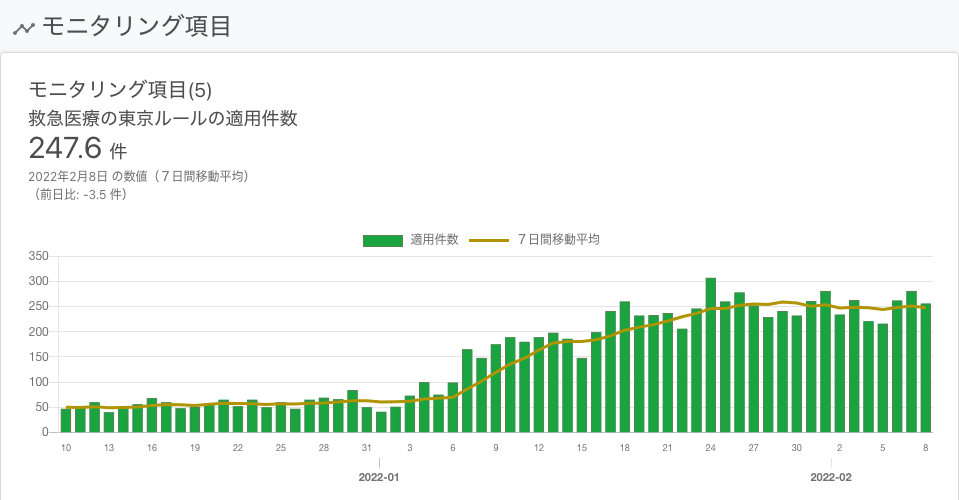 モニタリング項目
モニタリング項目(5)
救急医療の東京ルールの適用件数
247.6 件
2022年2月8日 の数値（７日間移動平均）
（前日比: -3.5 件）
適用件数 ７日間移動平均
350
300
250
200
150
100
50
0
10 13 16 19 22 25 28 31 3 6 9 12 15 18 21 24 27 30 2 5 8
2022-01 2022-02